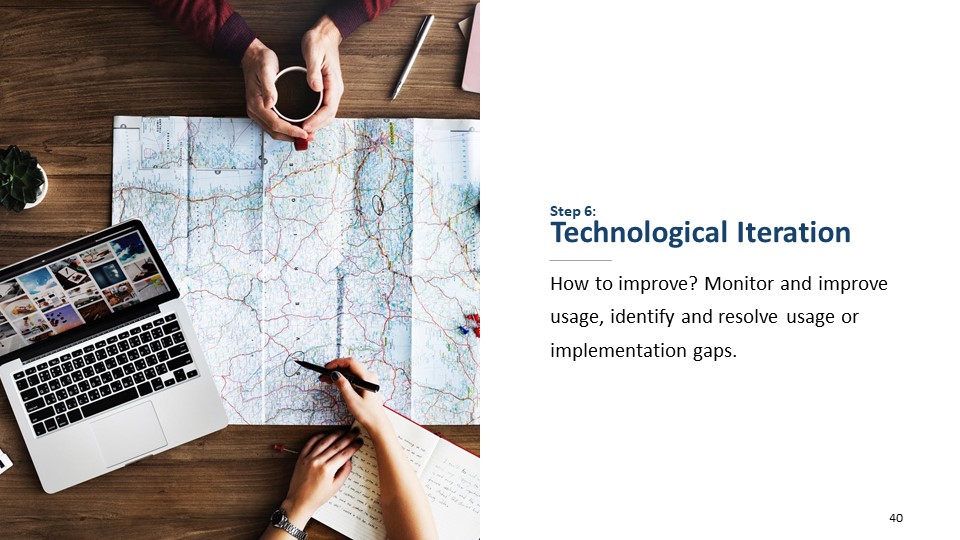 Step 6:
Technological Iteration
How to improve? Monitor and improve
usage, identify and resolve usage or
implementation gaps.
40